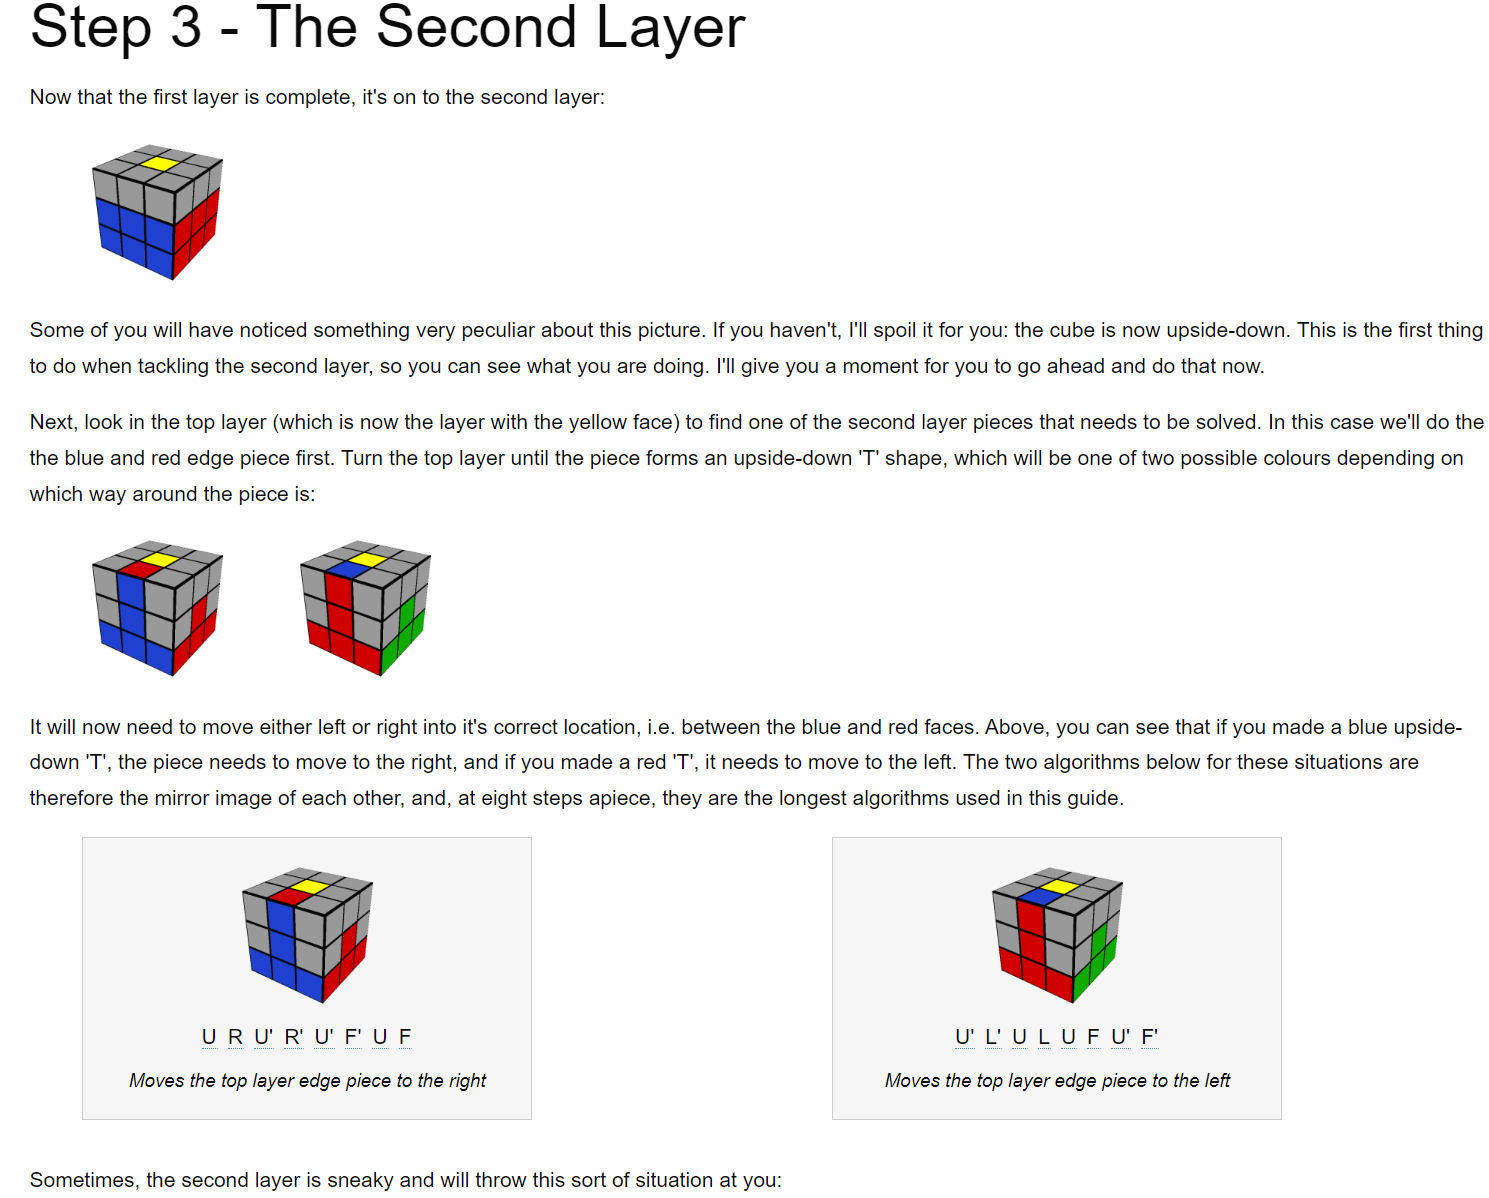 Step 3 - The Second Layer
Now that the first layer is complete, it's on to the second layer:
Some of you will have noticed something very peculiar about this picture. If you haven't, I'll spoil it for you: the cube is now upside-down. This is the first thing
to do when tackling the second layer, so you can see what you are doing. I'll give you a moment for you to go ahead and do that now.
Next, look in the top layer (which is now the layer with the yellow face) to find one of the second layer pieces that needs to be solved. In this case we'll do the
the blue and red edge piece first. Turn the top layer until the piece forms an upside-down 'T' shape, which will be one of two possible colours depending on
which way around the piece is:
It will now need to move either left or right into it's correct location, i.e. between the blue and red faces. Above, you can see that if you made a blue upside-
down 'T', the piece needs to move to the right, and if you made a red 'T', it needs to move to the left. The two algorithms below for these situations are
therefore the mirror image of each other, and, at eight steps apiece, they are the longest algorithms used in this guide.
U R U' R' U' F' U F
Moves the top layer edge piece to the right
U' L' U L U F U' F'
Moves the top layer edge piece to the left
Sometimes, the second layer is sneaky and will throw this sort of situation at you: